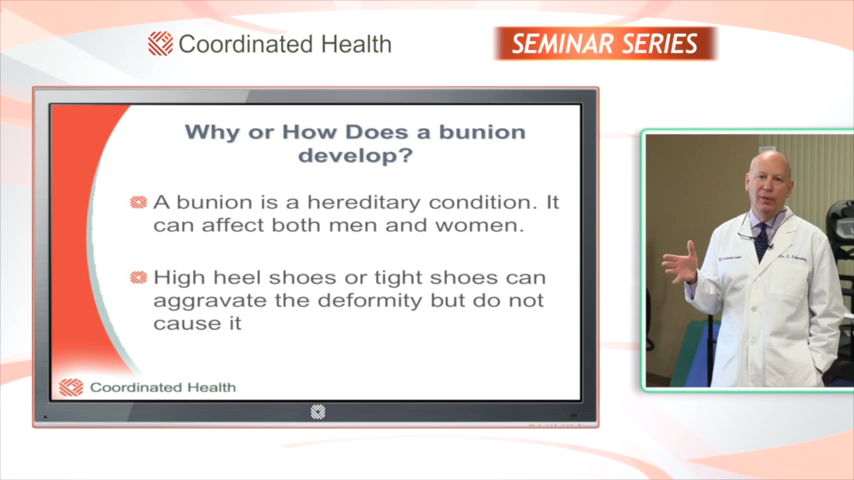 Coordinated Health
SEMINAR SERIES
Why or How Does a bunion
develop?
A bunion is a hereditary condition. It
can affect both men and women.
High heel shoes or tight shoes can
aggravate the deformity but do not
cause it
Coordinated Health